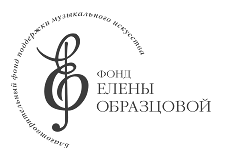 Благотворительный фонд поддержки музыкального искусства
ФОНД
ЕЛЕНЫ
ОБРАЗЦОВОЙ